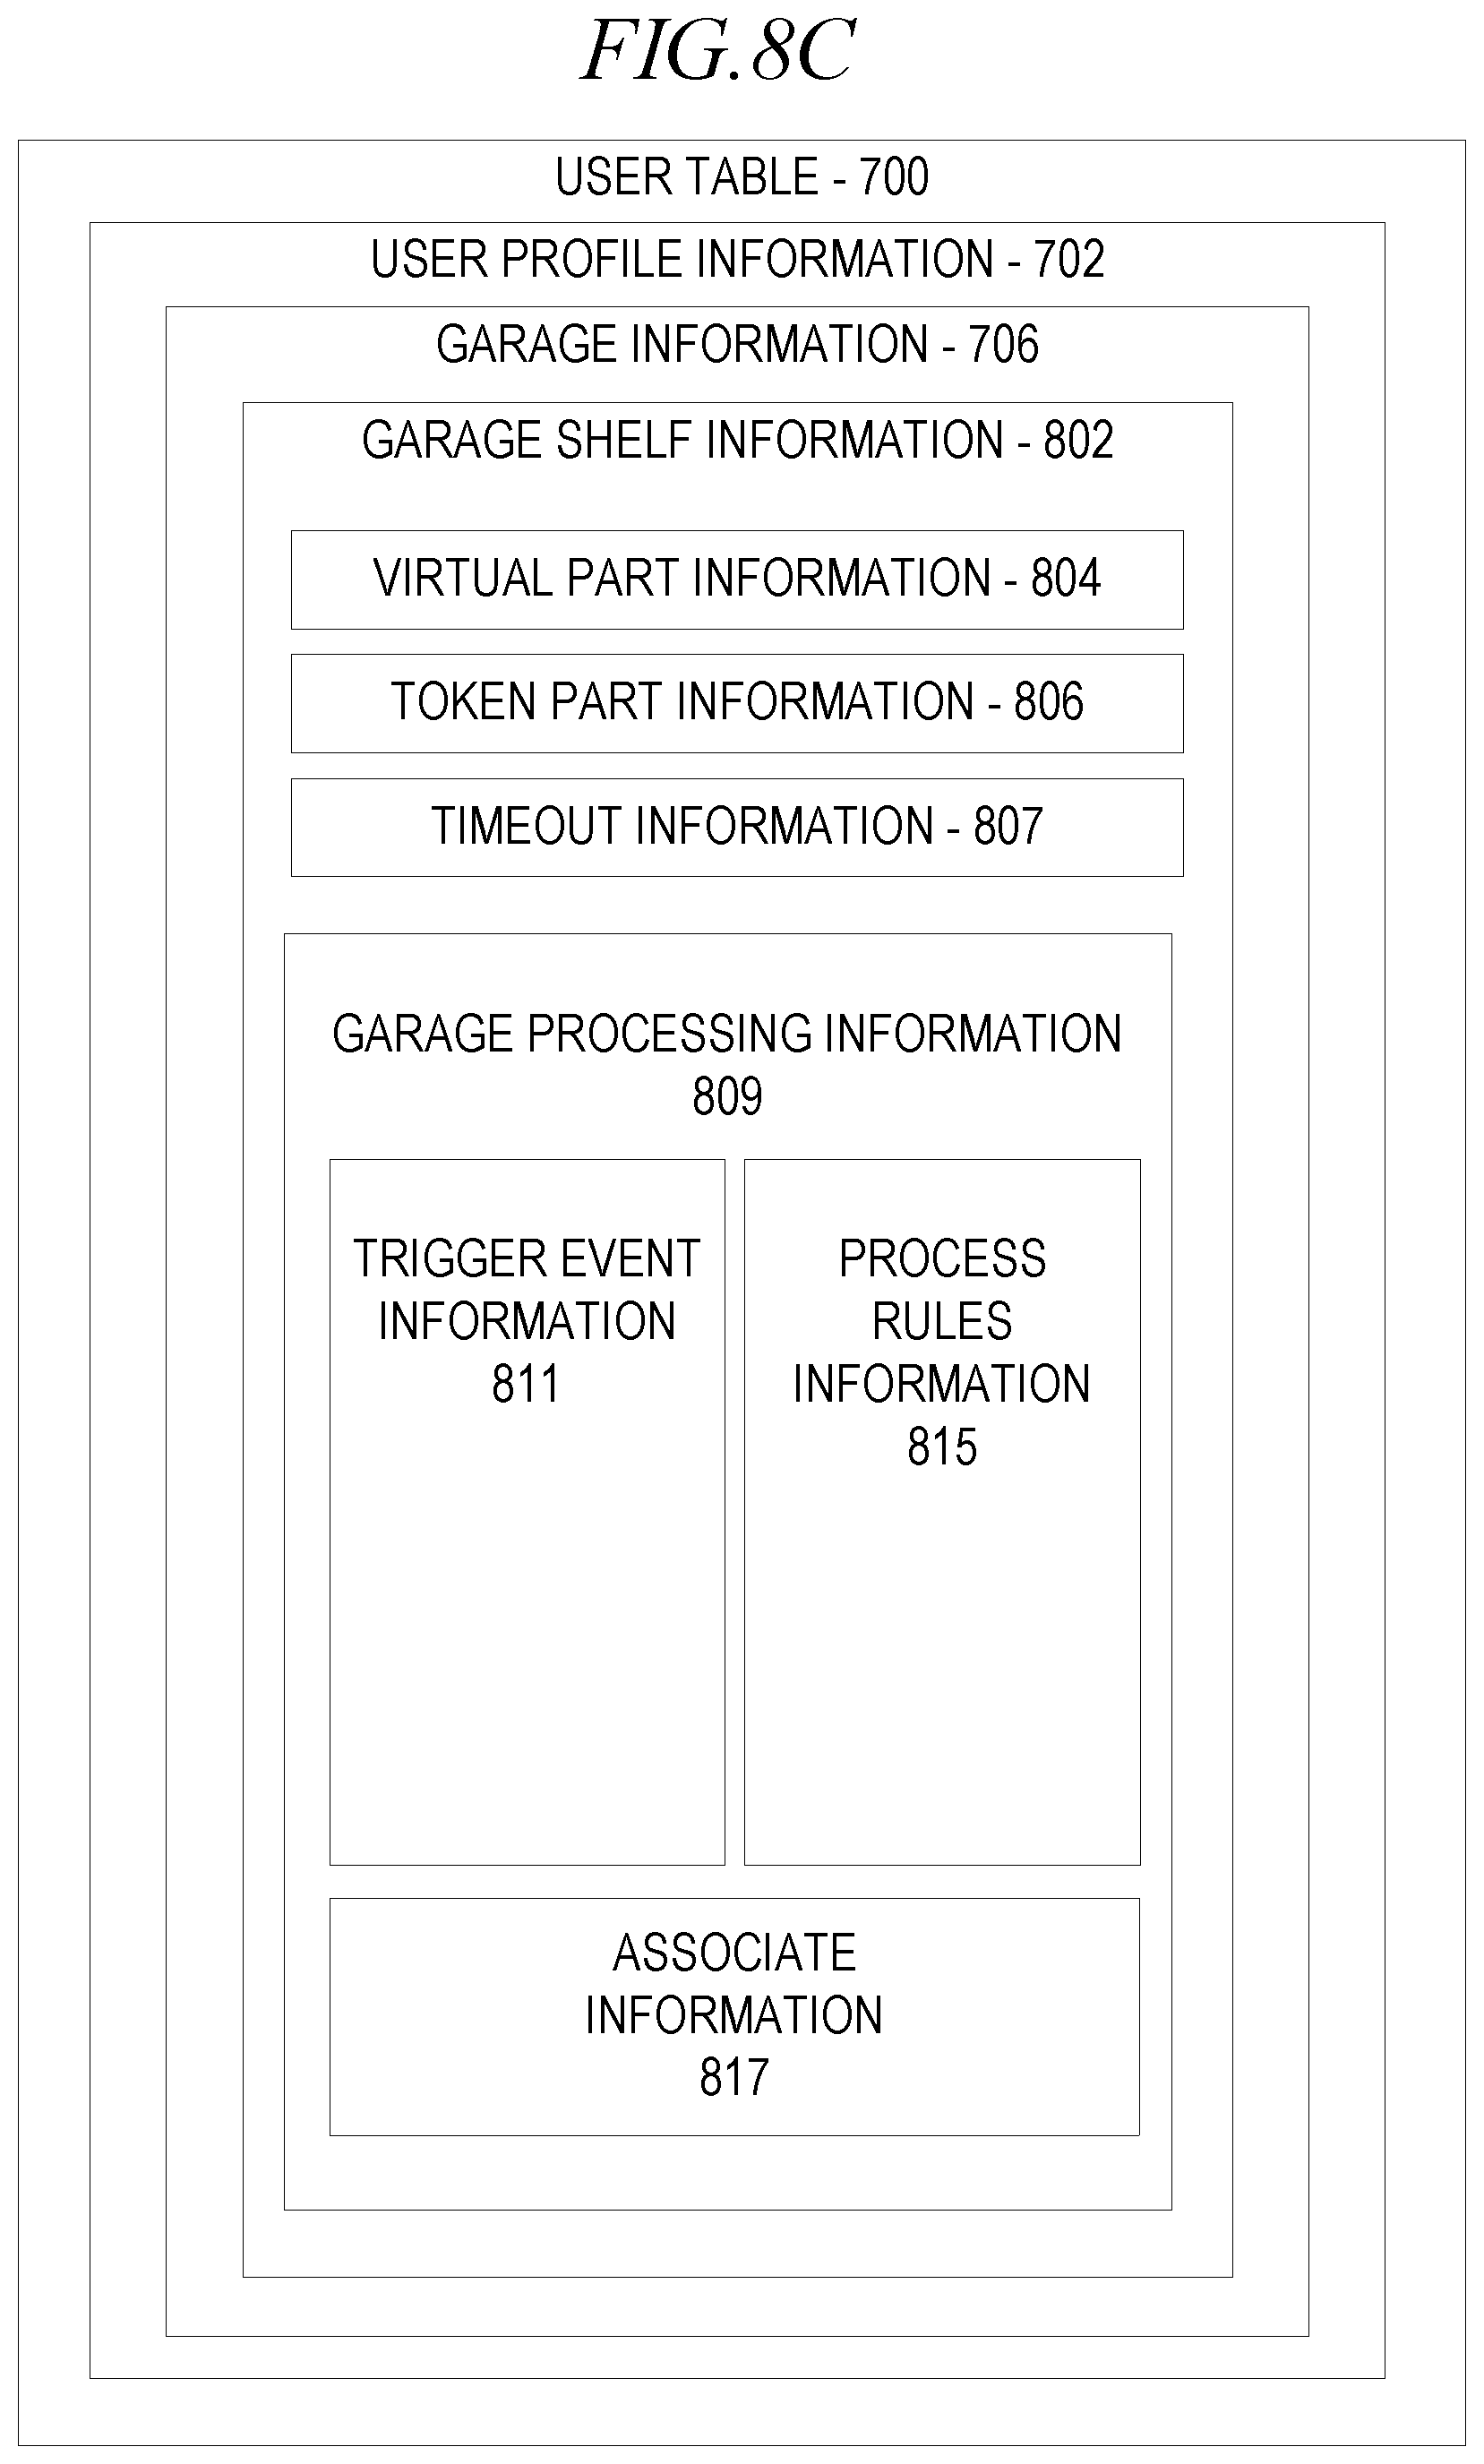 FIG.8C
USER TABLE - 700
USER PROFILE INFORMATION - 702
GARAGE INFORMATION - 706
GARAGE SHELF INFORMATION - 802
VIRTUAL PART INFORMATION - 804
TOKEN PART INFORMATION - 806
TIMEOUT INFORMATION - 807
GARAGE PROCESSING INFORMATION
809
TRIGGER EVENT
INFORMATION
811
PROCESS
RULES
INFORMATION
815
ASSOCIATE
INFORMATION
817